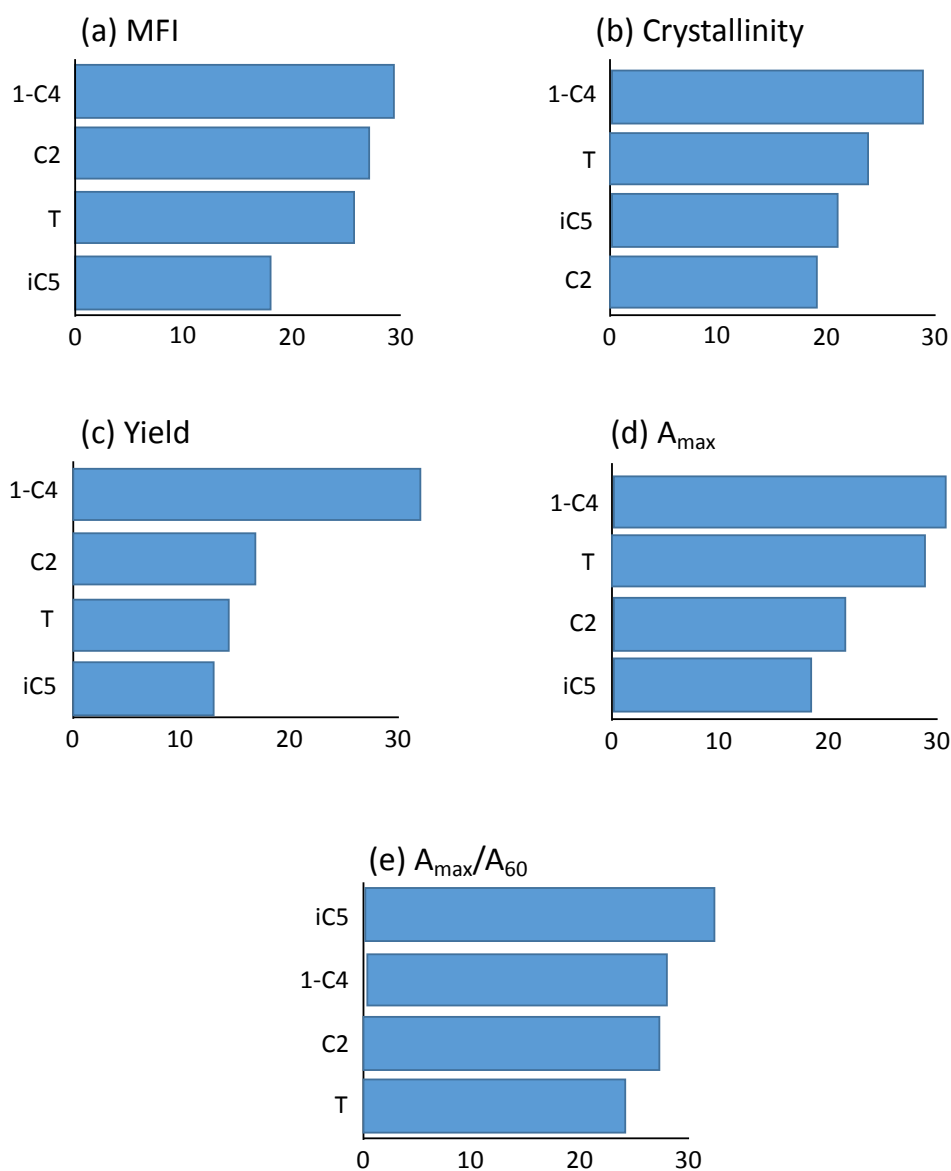 (a) MFI
1-C4
C2
T
iC5
0 10 20 30
(b) Crystallinity
1-C4
T
iC5
C2
0 10 20 30
(c) Yield
1-C4
C2
T
iC5
0 10 20 30
(d) Amax
1-C4
T
C2
iC5
0 10 20 30
(e) Amax/A60
iC5
1-C4
C2
T
0 10 20 30